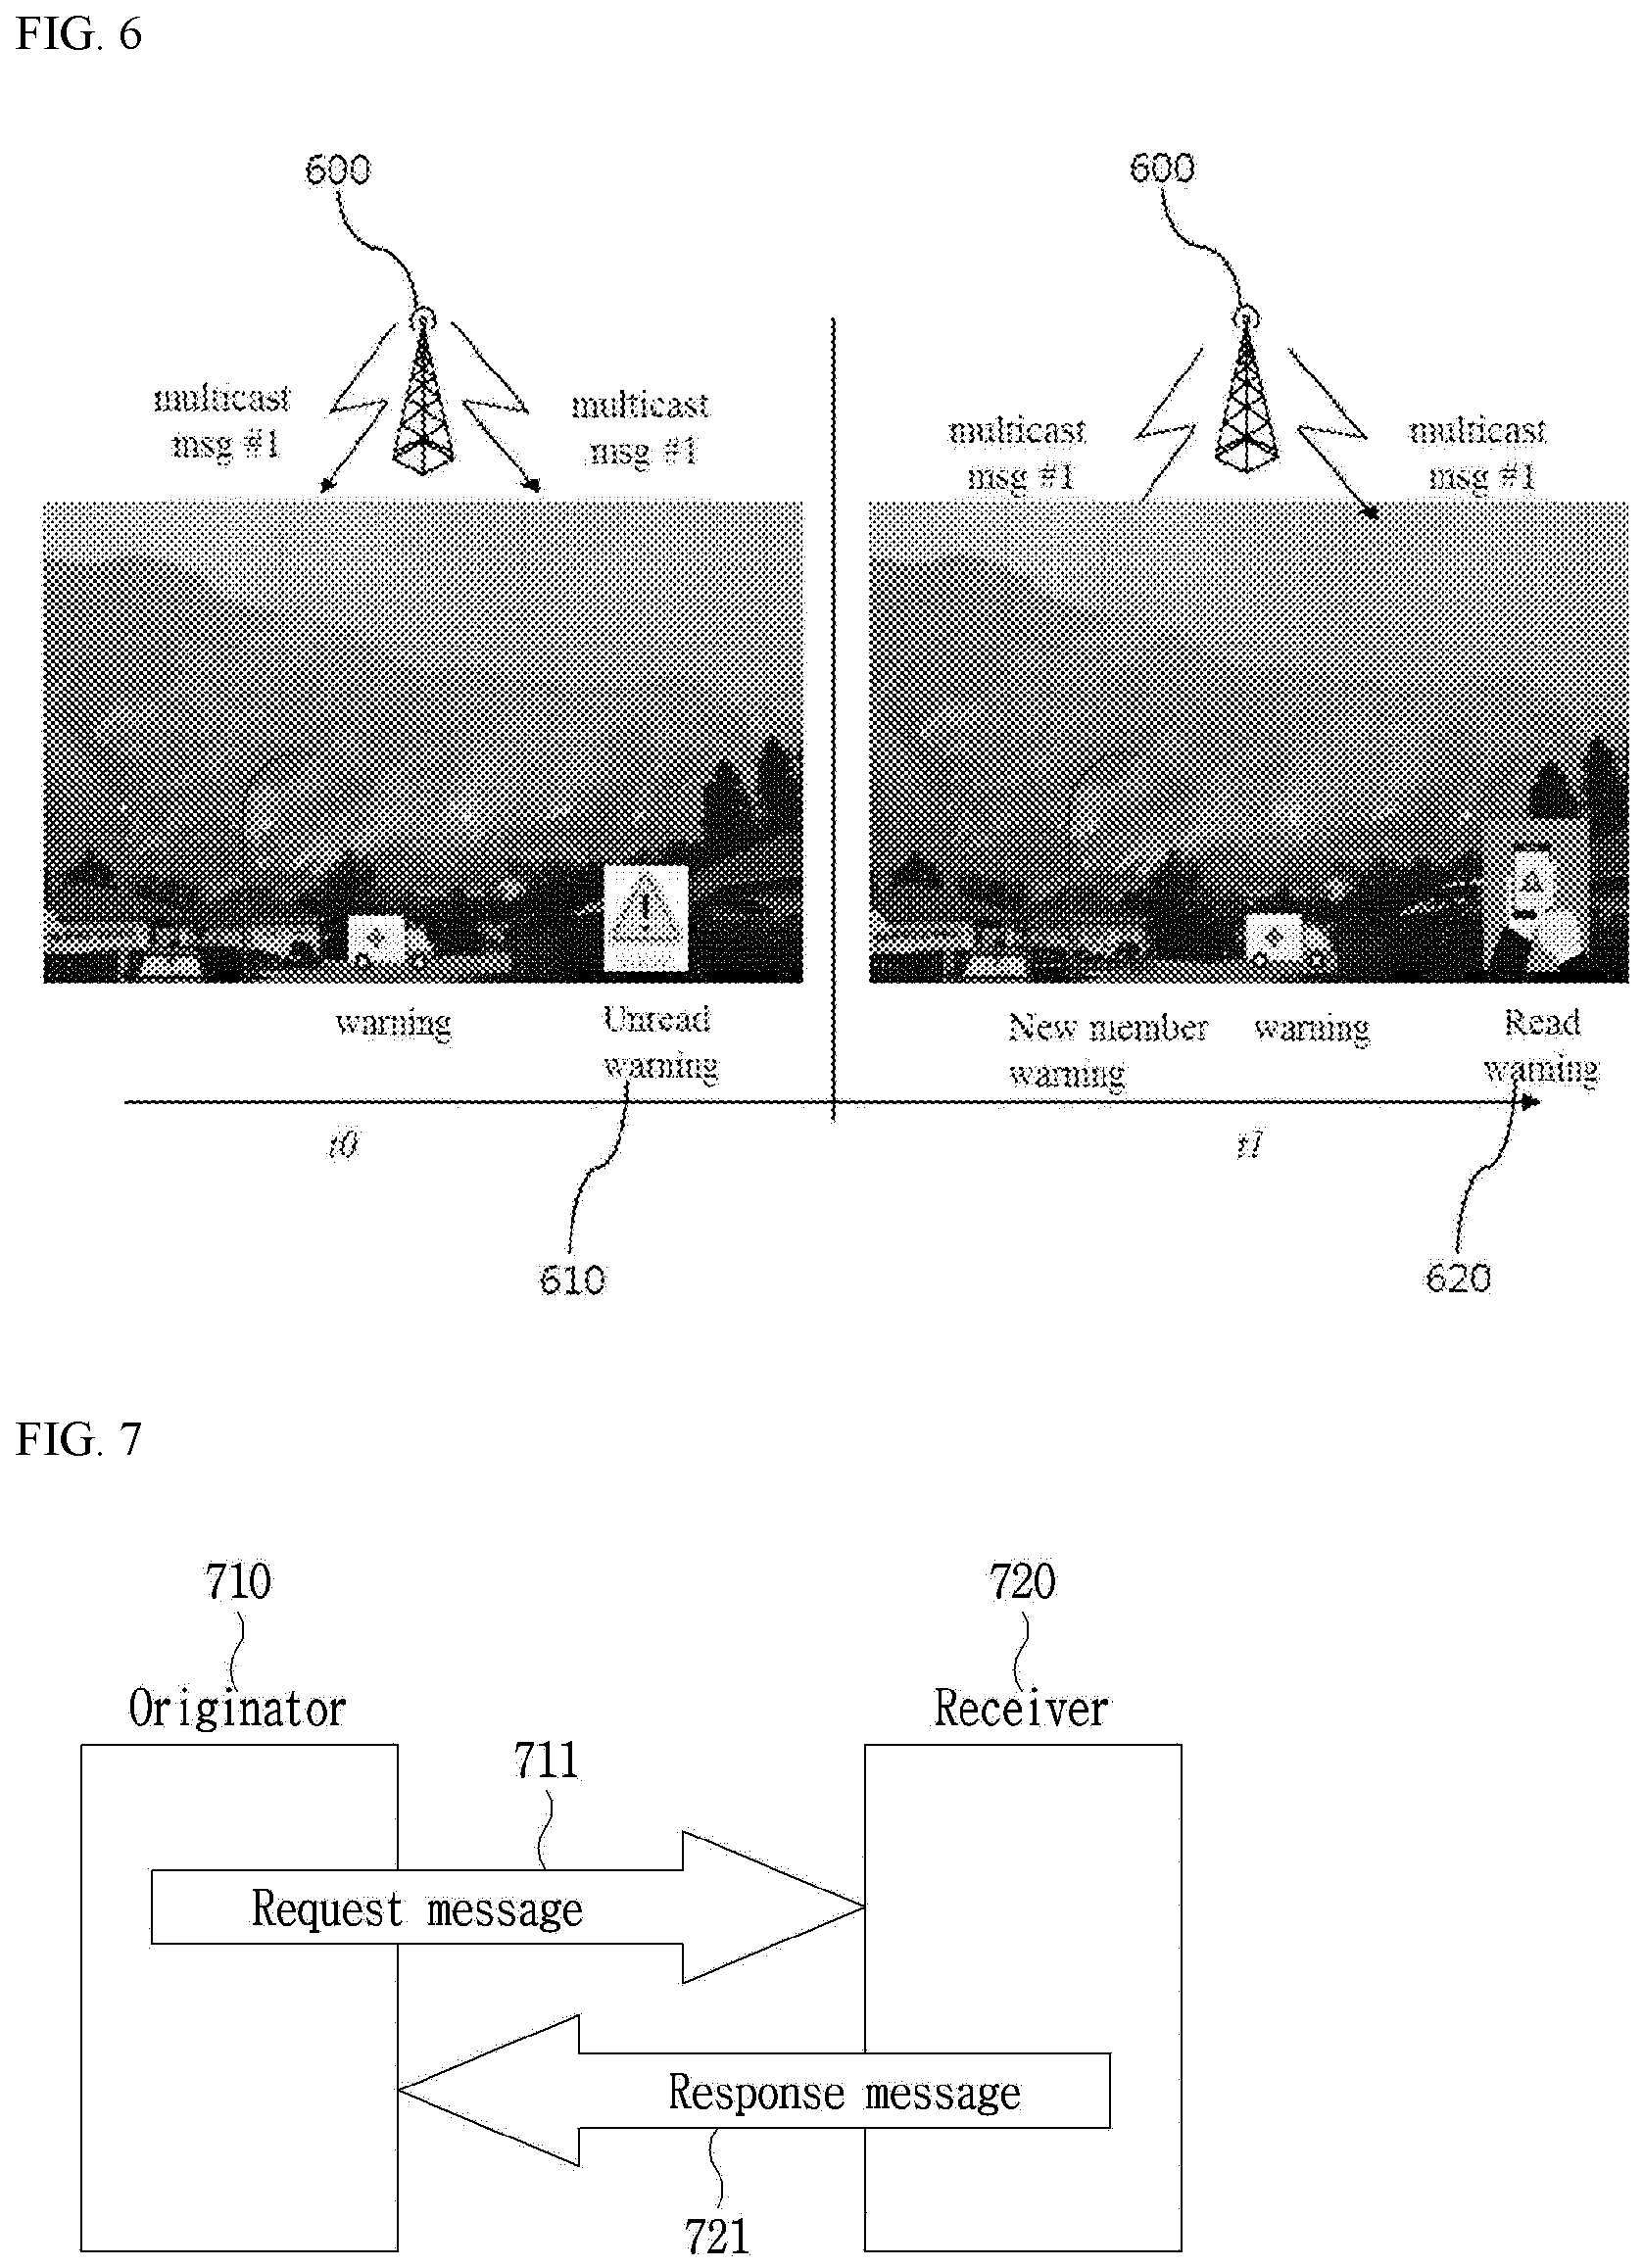 FIG. 6
600
600
multicast
msg #1
multicast
msg #1
multicast
msg #1
multicast
msg #1
!
warning
Unread
warning
New member
warning
warning
Read
warning
t0
t1
610
620
FIG. 7
710
720
Originator
Receiver
711
Request message
Response message
721